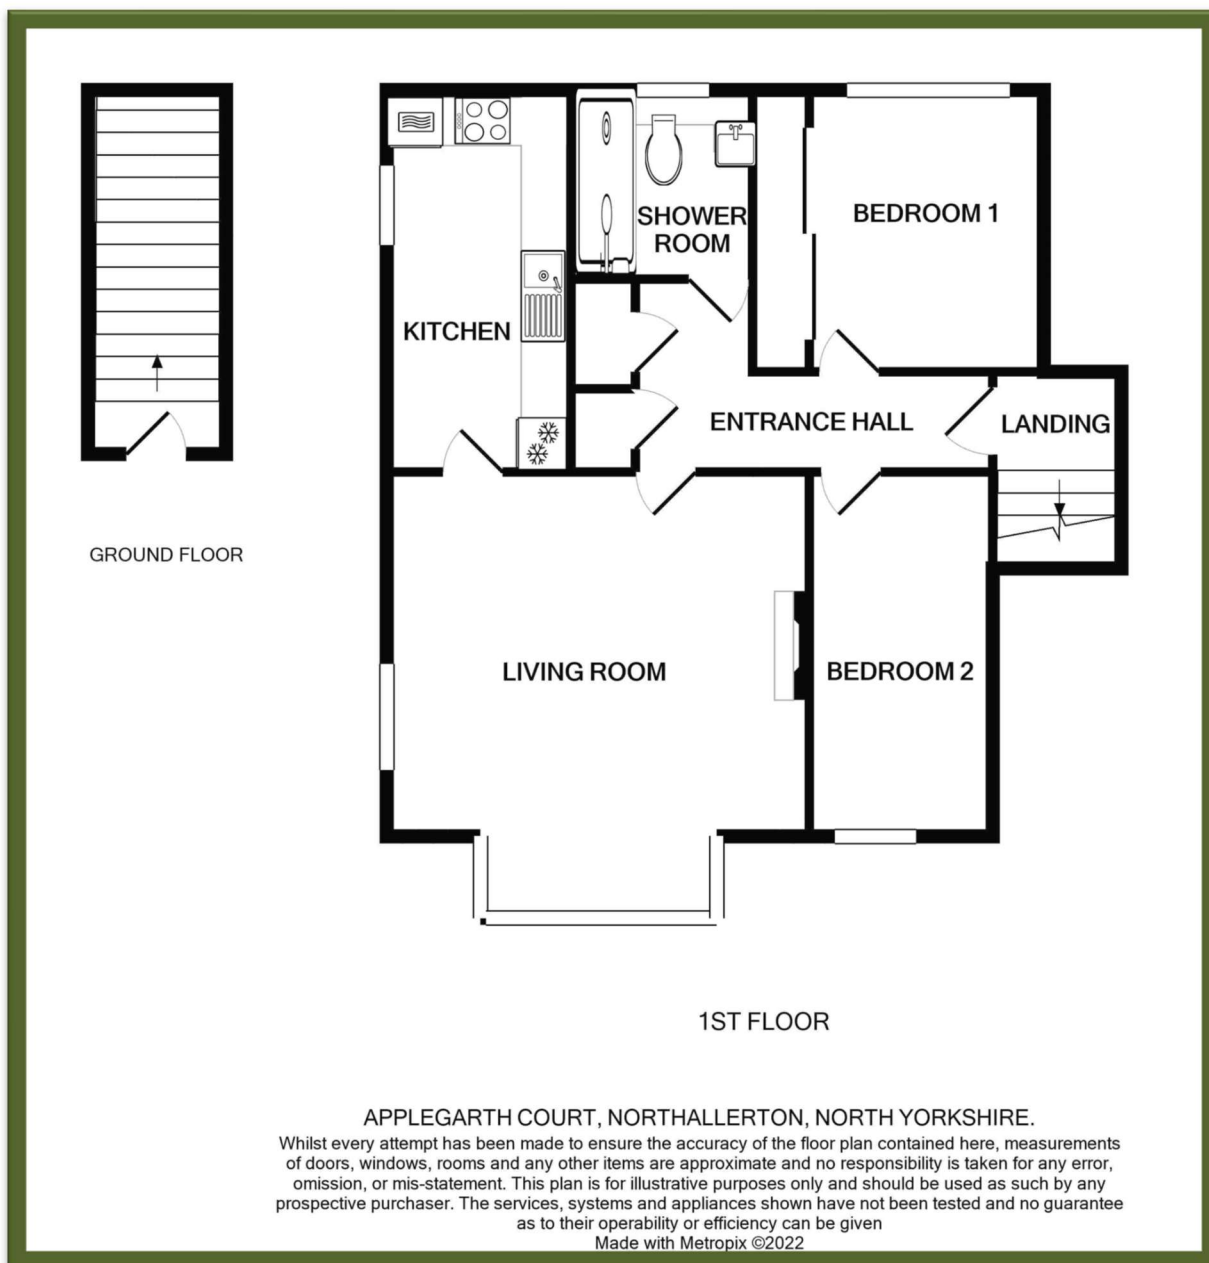 KITCHEN
SHOWER
ROOM
BEDROOM 1
ENTRANCE HALL
LANDING
GROUND FLOOR
LIVING ROOM
BEDROOM 2
1ST FLOOR
APPLEGARTH COURT, NORTHALLERTON, NORTH YORKSHIRE.
Whilst every attempt has been made to ensure the accuracy of the floor plan contained here, measurements
of doors, windows, rooms and any other items are approximate and no responsibility is taken for any error,
omission, or mis-statement. This plan is for illustrative purposes only and should be used as such by any
prospective purchaser. The services, systems and appliances shown have not been tested and no guarantee
as to their operability or efficiency can be given
Made with Metropix ©2022